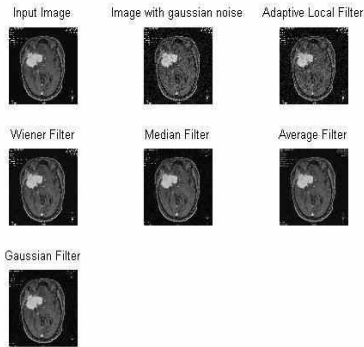 Input Image
Image with gaussian noise
Adaptive Local Filter
Wiener Filter
Median Filter
Average Filter
Gaussian Filter